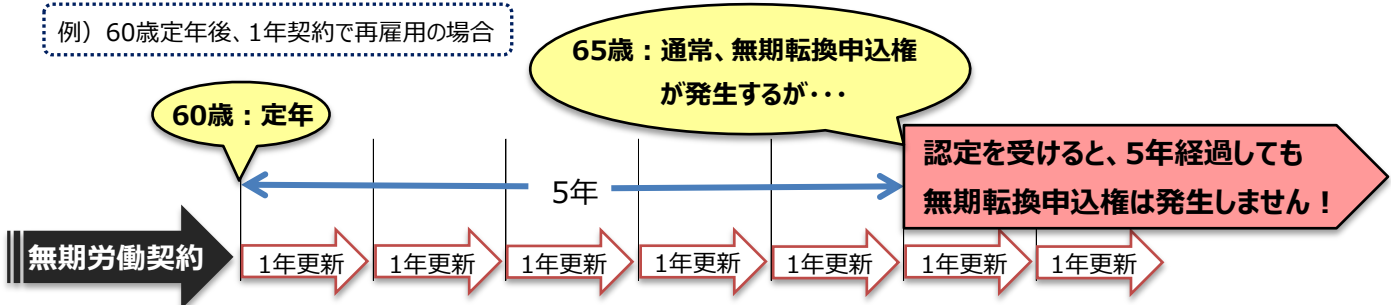 例）60歳定年後、1年契約で再雇用の場合
65歳：通常、無期転換申込権
が発生するが・・・
60歳：定年
認定を受けると、5年経過しても
無期転換申込権は発生しません！
5年
無期労働契約
1年更新
1年更新
1年更新
1年更新
1年更新
1年更新
1年更新